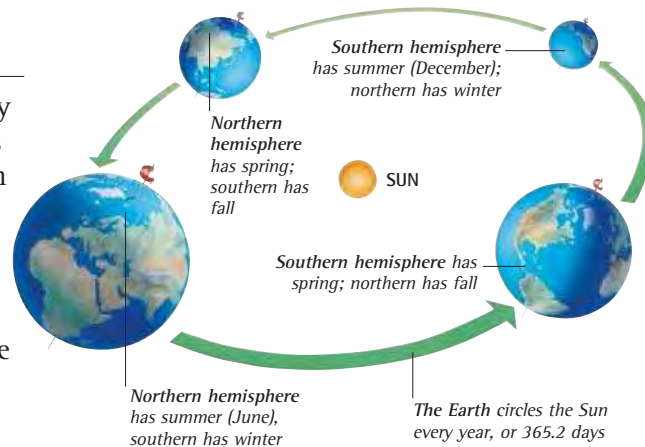 Southern hemisphere
has summer (December);
northern has winter
Northern
hemisphere
has spring;
southern has
fall
SUN
Southern hemisphere has
spring; northern has fall
Northern hemisphere
has summer (June),
southern has winter
The Earth circles the Sun
every year, or 365.2 days